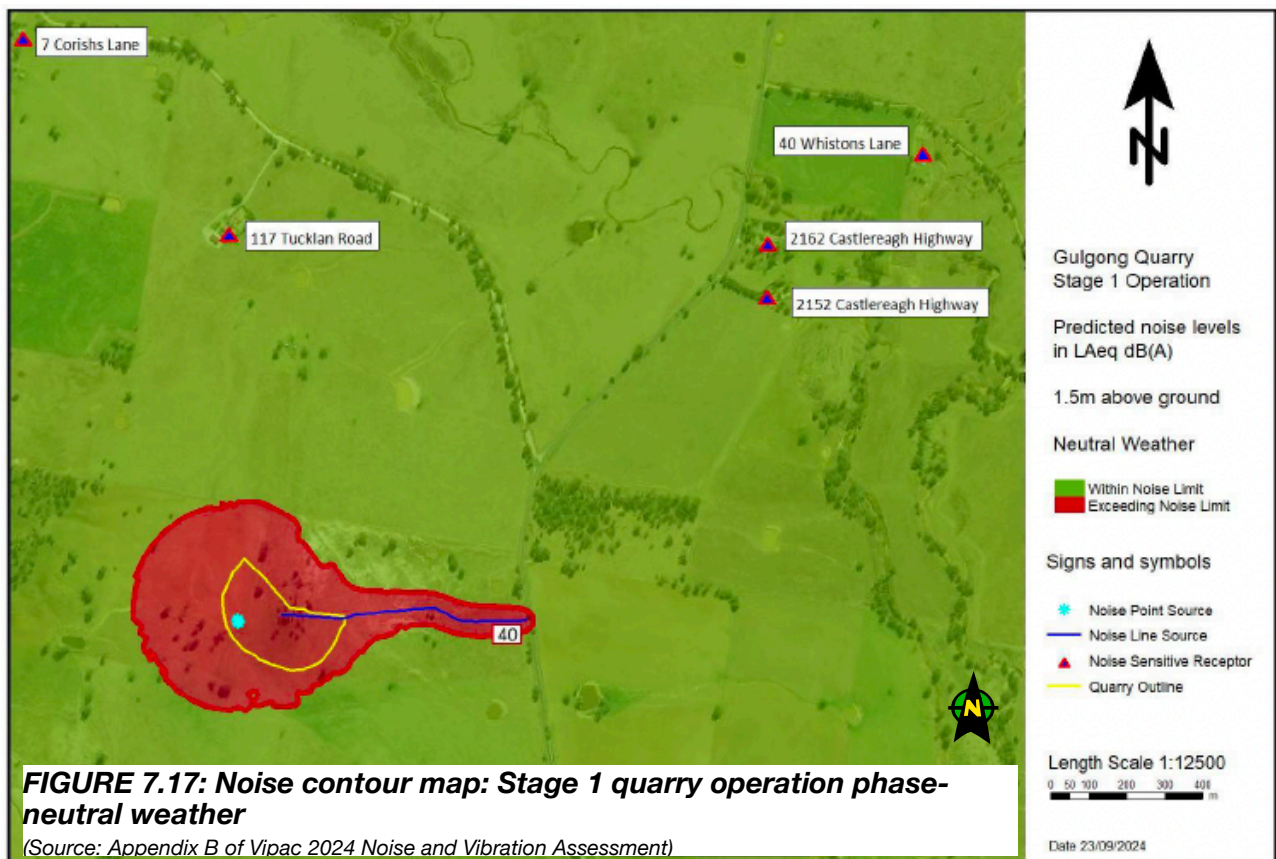 7 Corishs Lane
40 Whistons Lane
117 Tucklan Road
2162 Castlereagh Highway
2152 Castlereagh Highway
40
N
FIGURE 7.17: Noise contour map: Stage 1 quarry operation phase-
neutral weather
(Source: Appendix B of Vipac 2024 Noise and Vibration Assessment)
N
Gulgong Quarry
Stage 1 Operation
Predicted noise levels
in LAeq dB(A)
1.5m above ground
Neutral Weather
Within Noise Limit
Exceeding Noise Limit
Signs and symbols
Noise Point Source
Noise Line Source
Noise Sensitive Receptor
Quarry Outline
Length Scale 1:12500
0 50 100 200 300 400
m
Date 23/09/2024